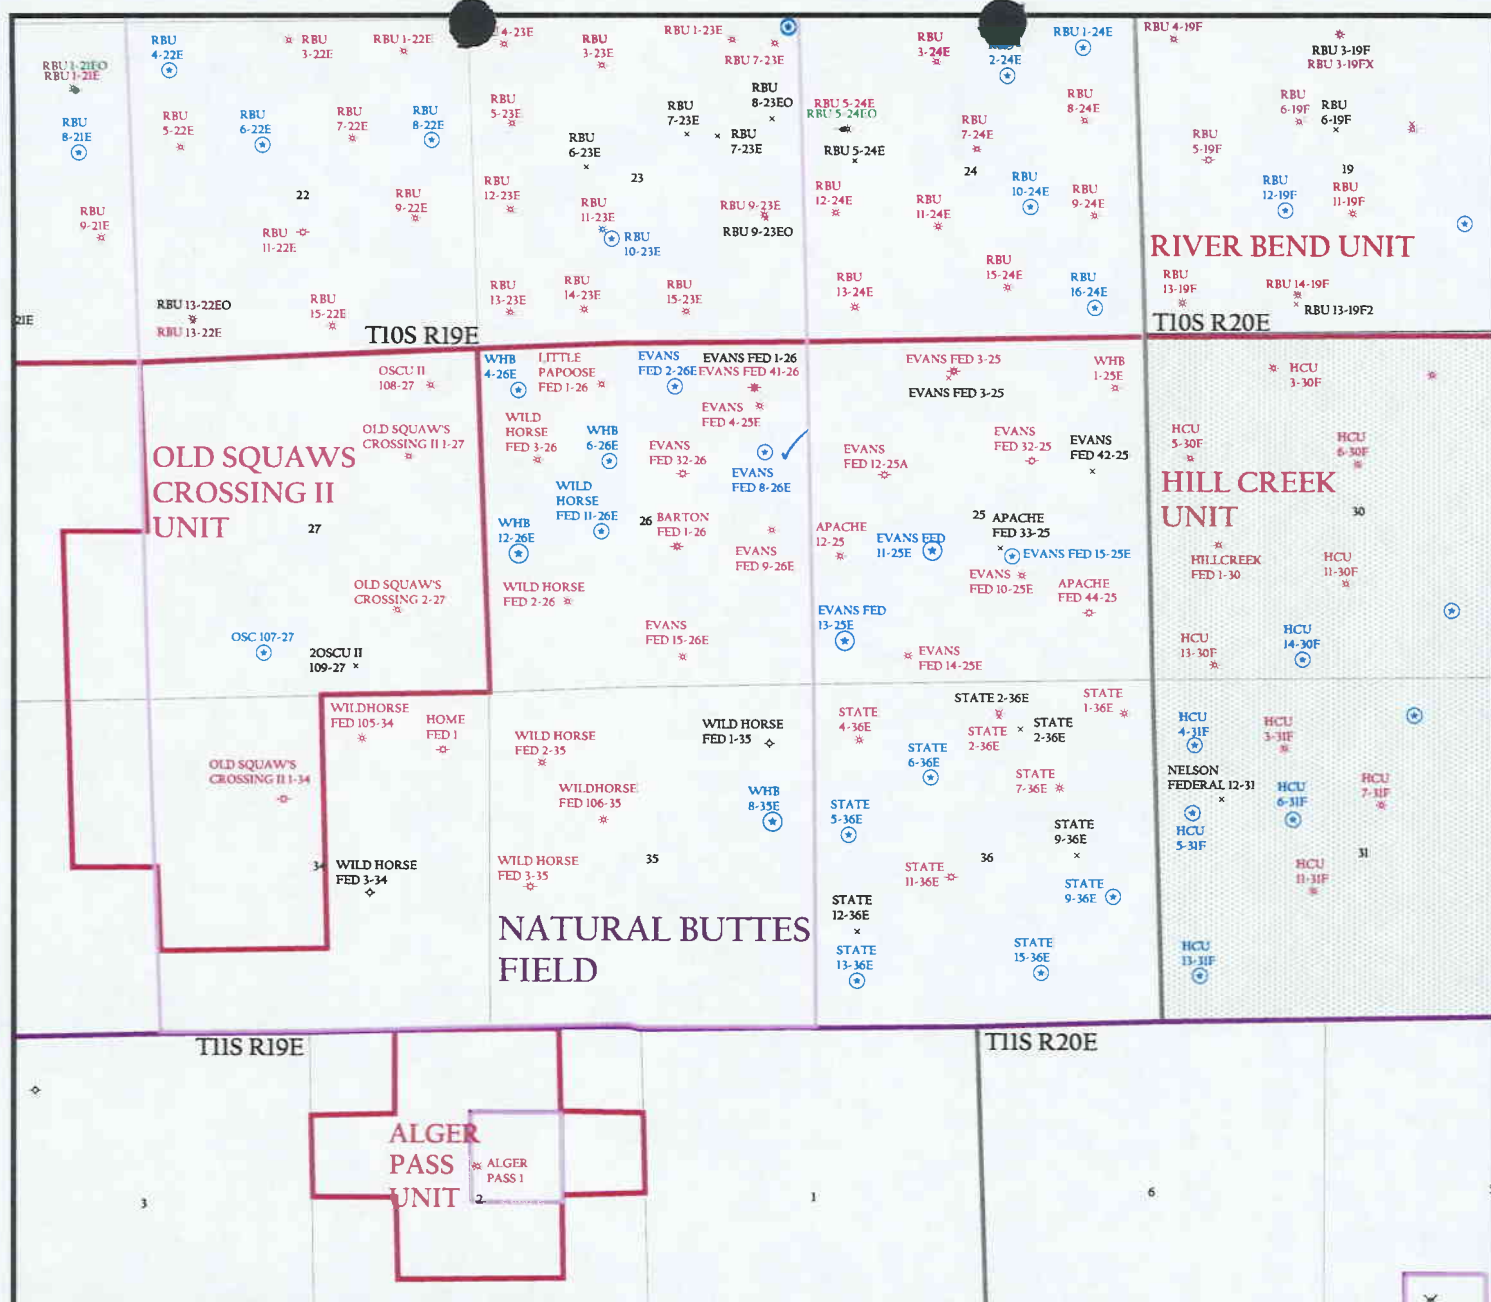 RBU 1-21EO
RBU 1-21E
RBU
4-22E
RBU
3-22E
RBU 1-22E
4-23E
RBU
3-23E
RBU 1-23E
RBU 7-23E
RBU
3-24E
2-24E
RBU 1-24E
RBU 4-19F
RBU 3-19F
RBU 3-19FX
RBU
8-21E
RBU
5-22E
RBU
6-22E
RBU
7-22E
RBU
8-22E
RBU
5-23E
RBU
6-23E
RBU
7-23E
RBU
8-23EO
RBU
7-23E
RBU 5-24E
RBU 5-24EO
RBU 5-24E
RBU
7-24E
RBU
8-24E
RBU
6-19F
RBU
6-19F
RBU
5-19F
22
23
24
19
RBU
9-21E
RBU
11-22E
RBU
9-22E
RBU
12-23E
RBU
11-23E
RBU
10-23E
RBU 9-23E
RBU 9-23EO
RBU
12-24E
RBU
11-24E
RBU
10-24E
RBU
9-24E
RBU
12-19F
RBU
11-19F
RIVER BEND UNIT
21E
RBU 13-22EO
RBU 13-22E
RBU
15-22E
RBU
13-23E
RBU
14-23E
RBU
15-23E
RBU
13-24E
RBU
15-24E
RBU
16-24E
RBU
13-19F
RBU 14-19F
RBU 13-19F2
T10S R19E
T10S R20E
OSCU II
108-27
WHB
4-26E
LITTLE
PAPOOSE
FED 1-26
EVANS
FED 2-26E
EVANS FED 1-26
EVANS FED 41-26
EVANS FED 3-25
EVANS FED 3-25
WHB
1-25E
HCU
3-30F
OLD SQUAW'S
CROSSING II 1-27
OLD SQUAWS
CROSSING II
UNIT
27
WILD
HORSE
FED 3-26
WHB
6-26E
EVANS
FED 4-25E
EVANS
FED 32-26
EVANS
FED 8-26E
EVANS
FED 12-25A
EVANS
FED 32-25
EVANS
FED 42-25
HCU
5-30F
HCU
6-30F
HILL CREEK
UNIT
30
WILD
HORSE
FED 11-26E
WHB
12-26E
26
BARTON
FED 1-26
EVANS
FED 9-26E
APACHE
12-25
EVANS FED
11-25E
25
APACHE
FED 33-25
EVANS FED 15-25E
EVANS
FED 10-25E
APACHE
FED 44-25
HILLCREEK
FED 1-30
HCU
11-30F
OLD SQUAW'S
CROSSING 2-27
WILD HORSE
FED 2-26
EVANS
FED 15-26E
EVANS FED
13-25E
EVANS
FED 14-25E
HCU
13-30F
HCU
14-30F
OSC 107-27
2OSCU II
109-27
WILDHORSE
FED 105-34
HOME
FED 1
WILD HORSE
FED 2-35
WILD HORSE
FED 1-35
STATE
4-36E
STATE 2-36E
STATE
2-36E
STATE
2-36E
STATE
1-36E
HCU
4-31F
HCU
3-31F
OLD SQUAW'S
CROSSING II 1-34
WILDHORSE
FED 106-35
WHB
8-35E
STATE
6-36E
STATE
7-36E
STATE
5-36E
NELSON
FEDERAL 12-31
HCU
6-31F
HCU
7-31F
HCU
5-31F
34
WILD HORSE
FED 3-34
WILD HORSE
FED 3-35
35
STATE
9-36E
36
STATE
11-36E
STATE
9-36E
31
HCU
11-31F
STATE
12-36E
STATE
13-36E
STATE
15-36E
HCU
13-31F
NATURAL BUTTES
FIELD
T11S R19E
T11S R20E
ALGER
PASS
UNIT
ALGER
PASS 1
3
2
1
6